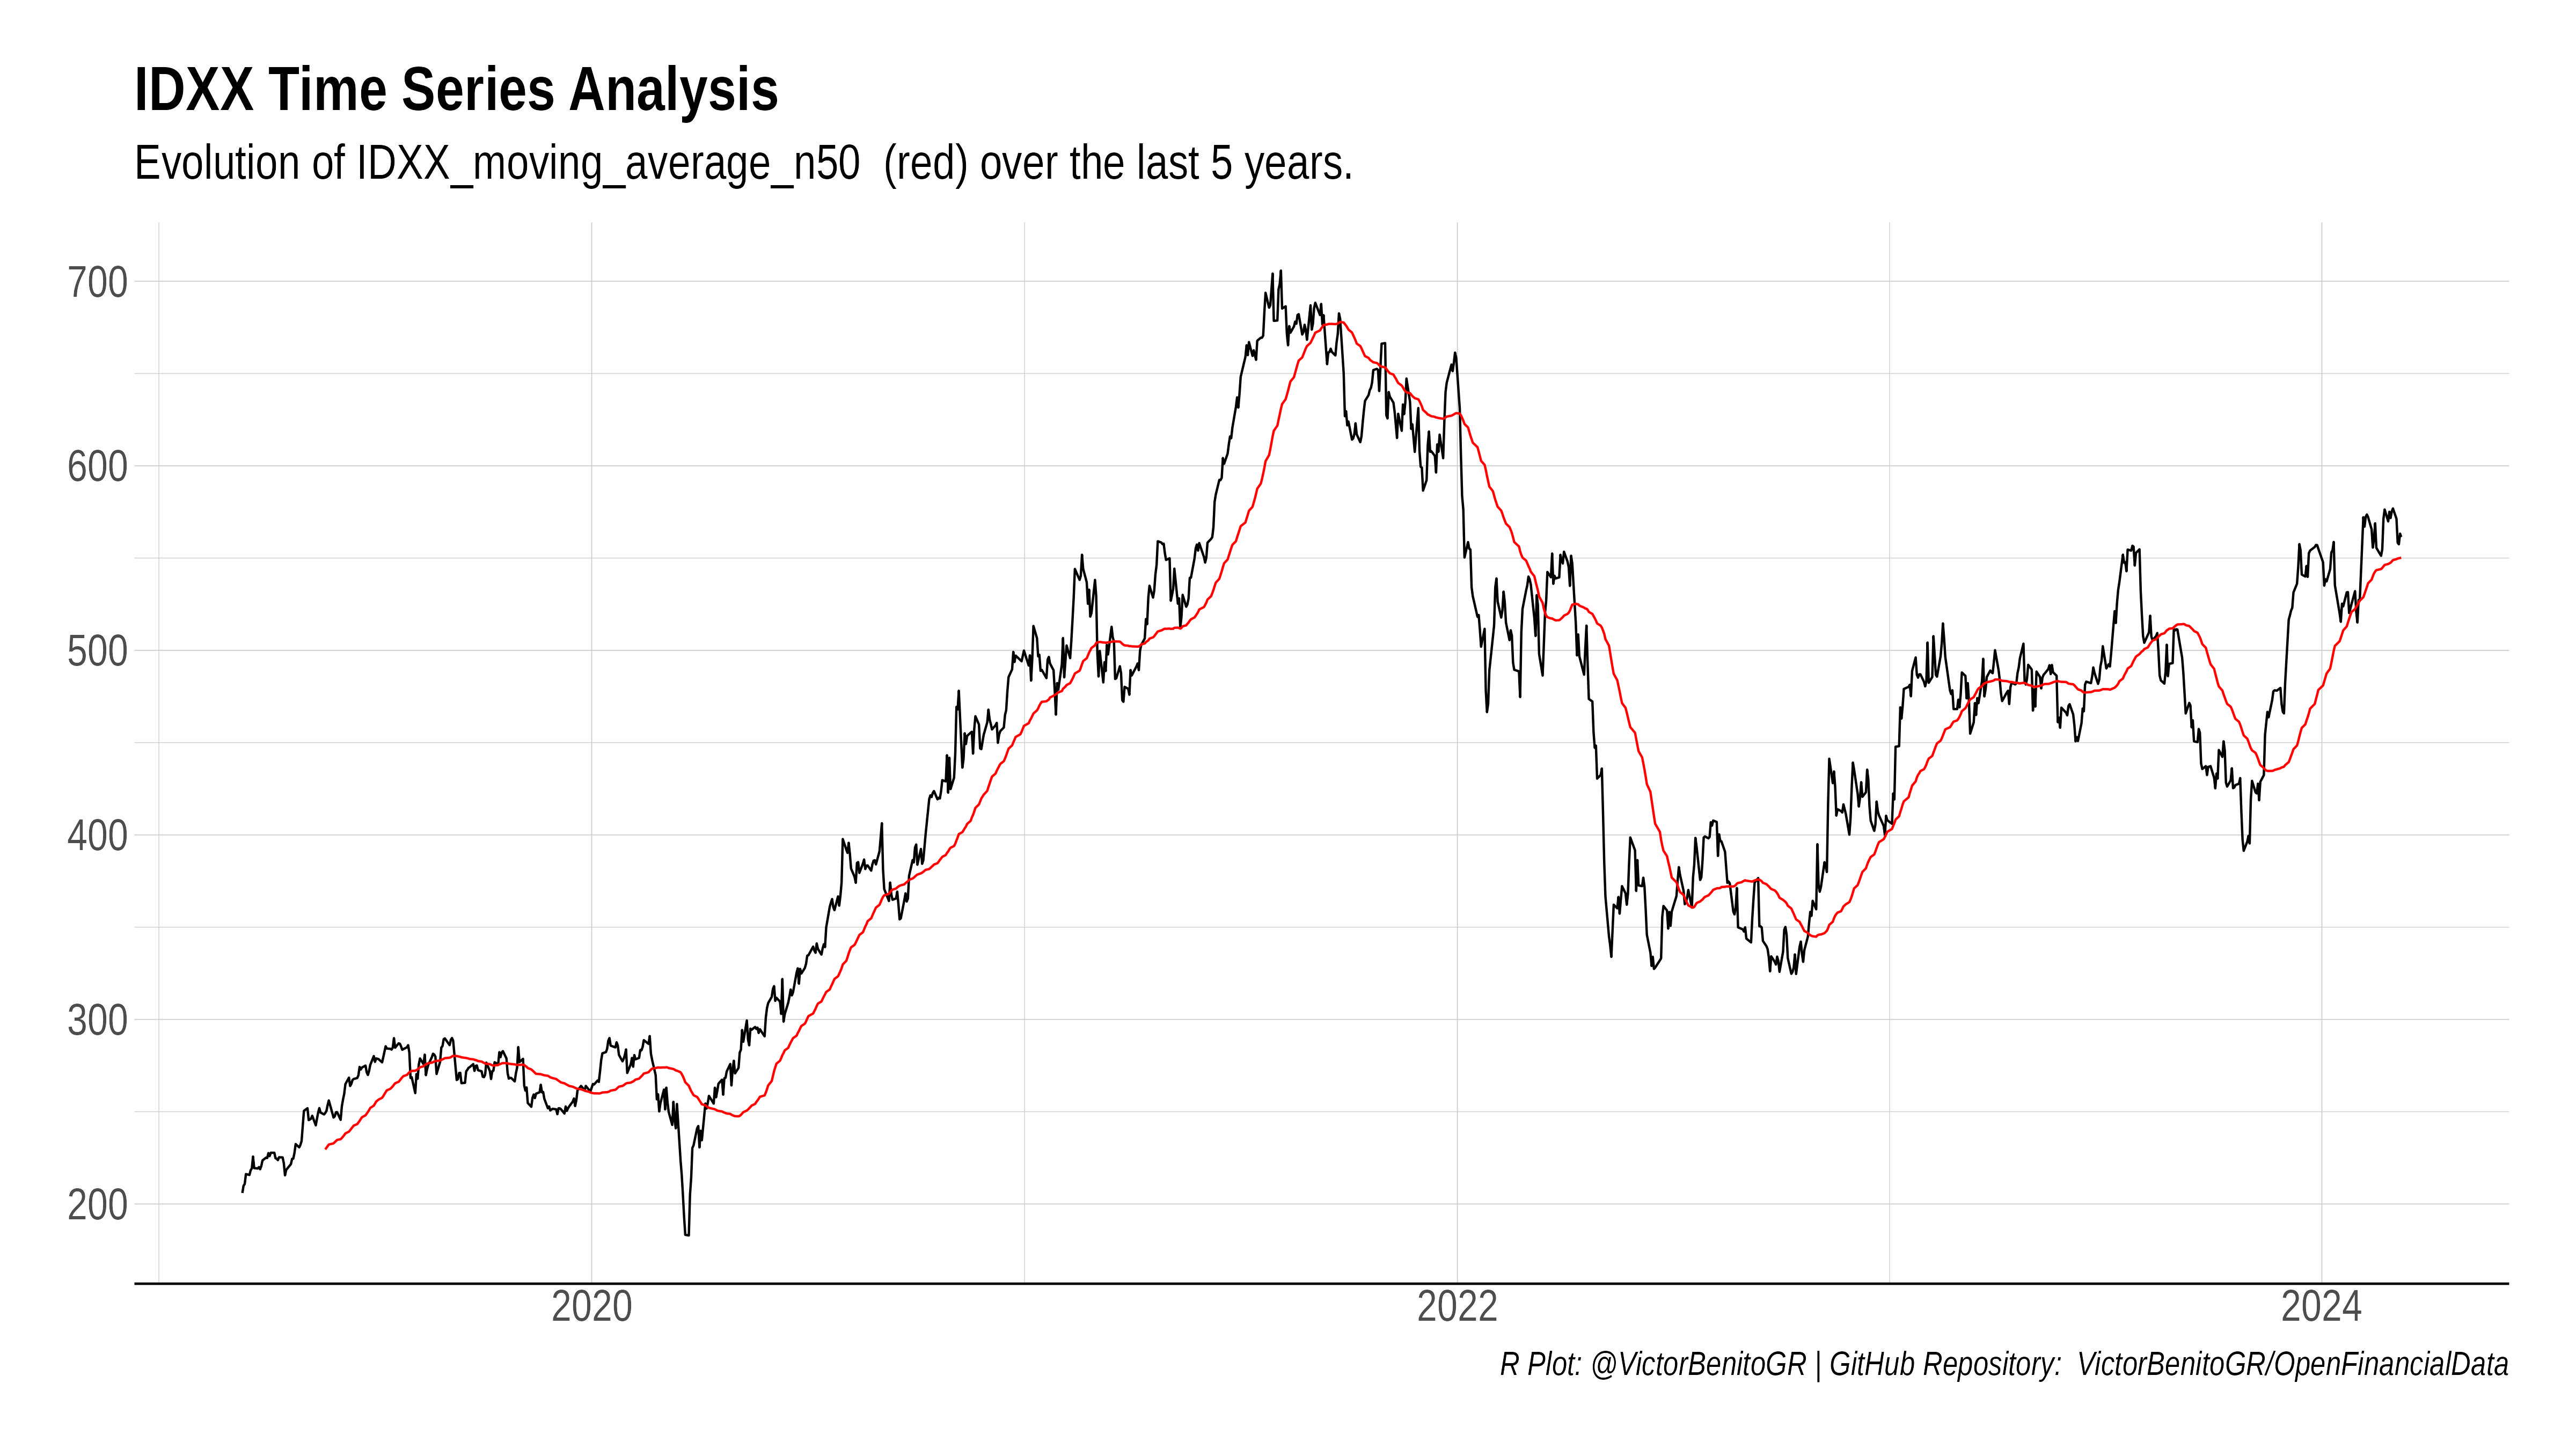 IDXX Time Series Analysis
Evolution of IDXX_moving_average_n50  (red) over the last 5 years.
700
600
500
400
300
200
2020 2022 2024
R Plot: @VictorBenitoGR | GitHub Repository:  VictorBenitoGR/OpenFinancialData